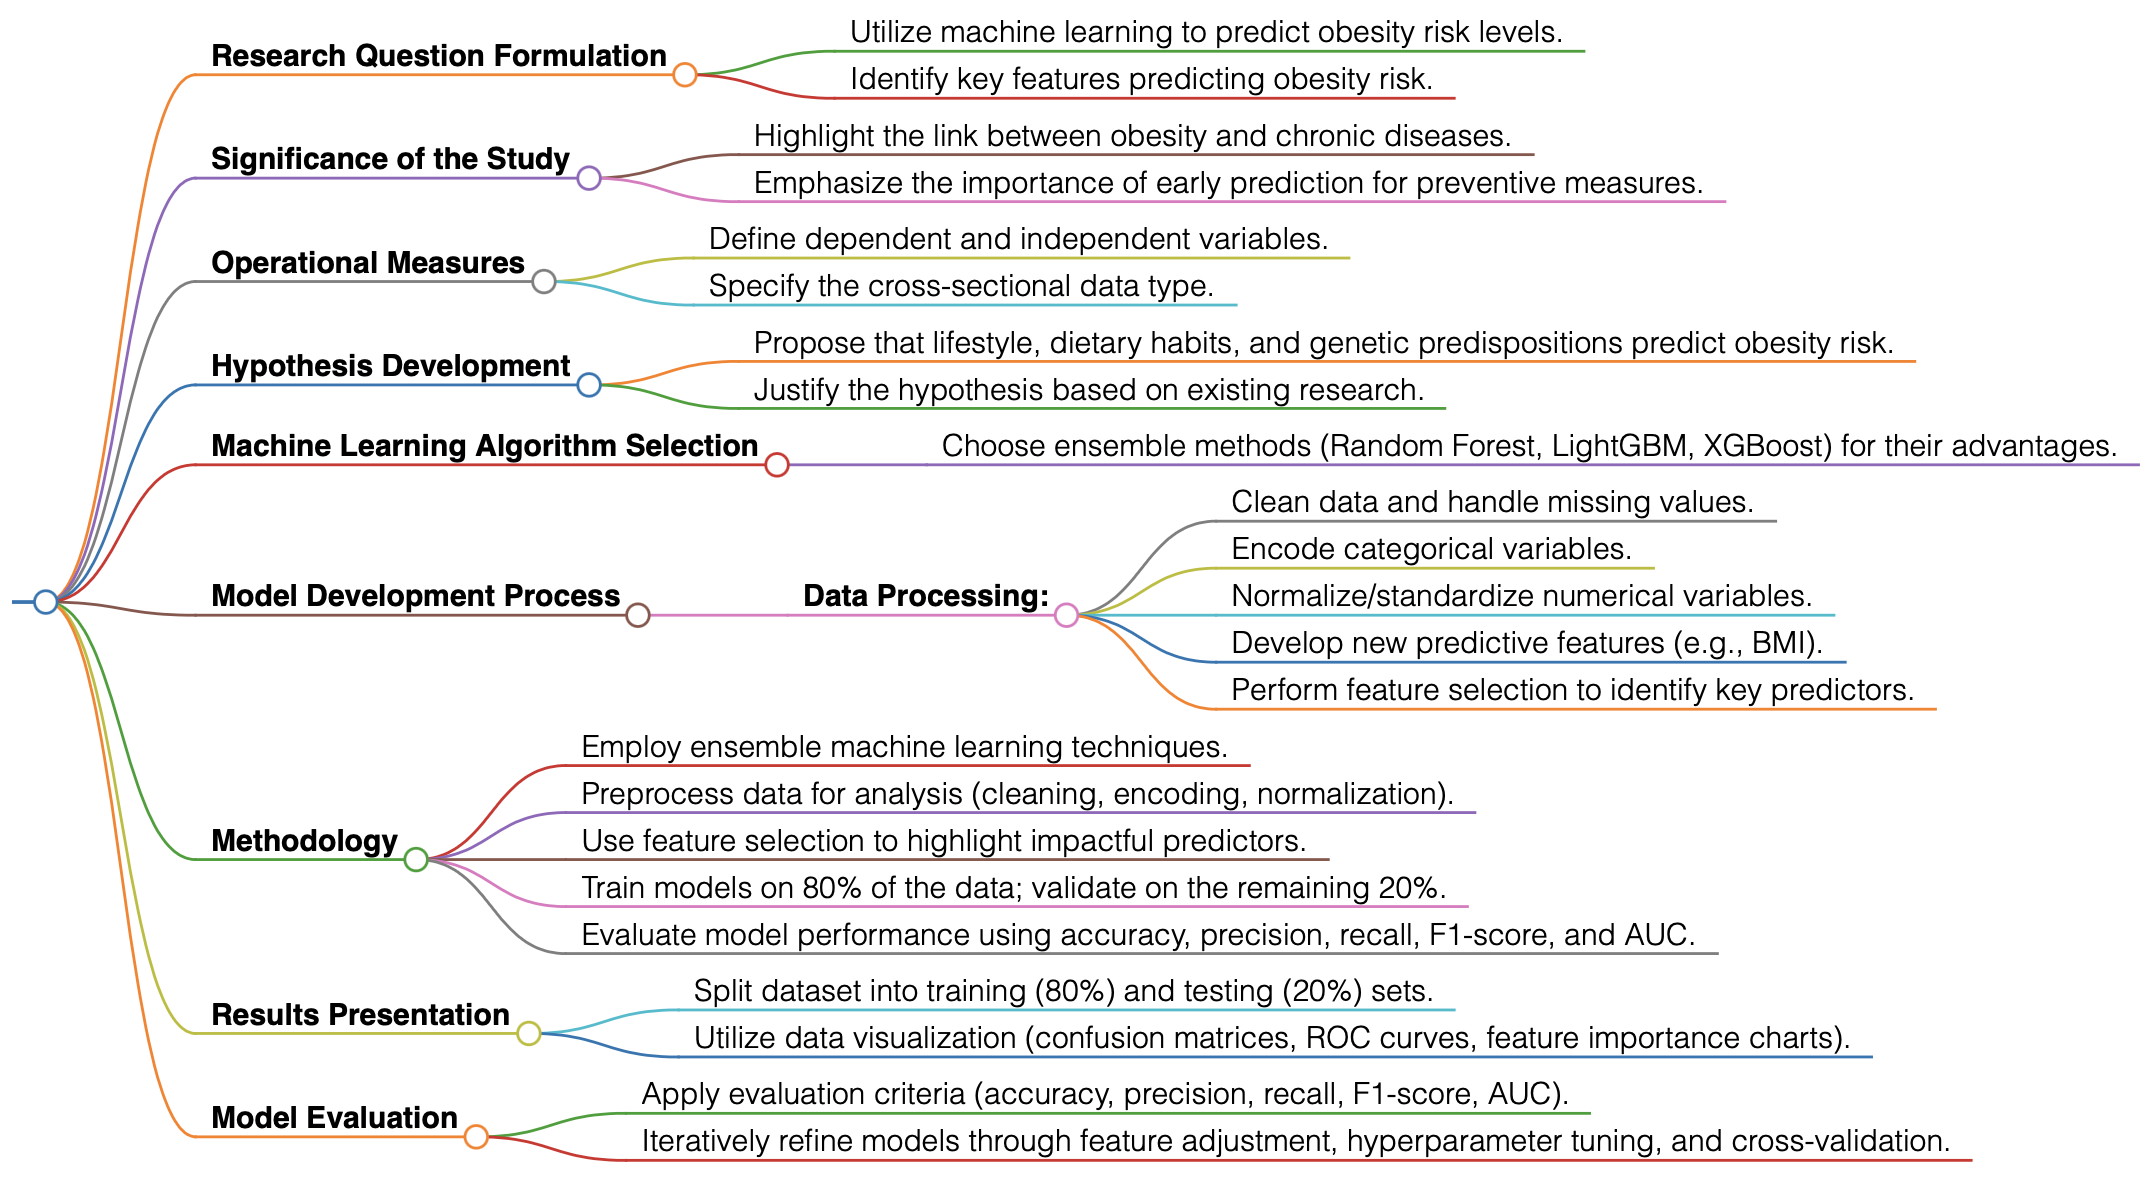 Research Question Formulation
Utilize machine learning to predict obesity risk levels.
Identify key features predicting obesity risk.
Significance of the Study
Highlight the link between obesity and chronic diseases.
Emphasize the importance of early prediction for preventive measures.
Operational Measures
Define dependent and independent variables.
Specify the cross-sectional data type.
Hypothesis Development
Propose that lifestyle, dietary habits, and genetic predispositions predict obesity risk.
Justify the hypothesis based on existing research.
Machine Learning Algorithm Selection
Choose ensemble methods (Random Forest, LightGBM, XGBoost) for their advantages.
Model Development Process
Data Processing:
Clean data and handle missing values.
Encode categorical variables.
Normalize/standardize numerical variables.
Develop new predictive features (e.g., BMI).
Perform feature selection to identify key predictors.
Methodology
Employ ensemble machine learning techniques.
Preprocess data for analysis (cleaning, encoding, normalization).
Use feature selection to highlight impactful predictors.
Train models on 80% of the data; validate on the remaining 20%.
Evaluate model performance using accuracy, precision, recall, F1-score, and AUC.
Results Presentation
Split dataset into training (80%) and testing (20%) sets.
Utilize data visualization (confusion matrices, ROC curves, feature importance charts).
Model Evaluation
Apply evaluation criteria (accuracy, precision, recall, F1-score, AUC).
Iteratively refine models through feature adjustment, hyperparameter tuning, and cross-validation.